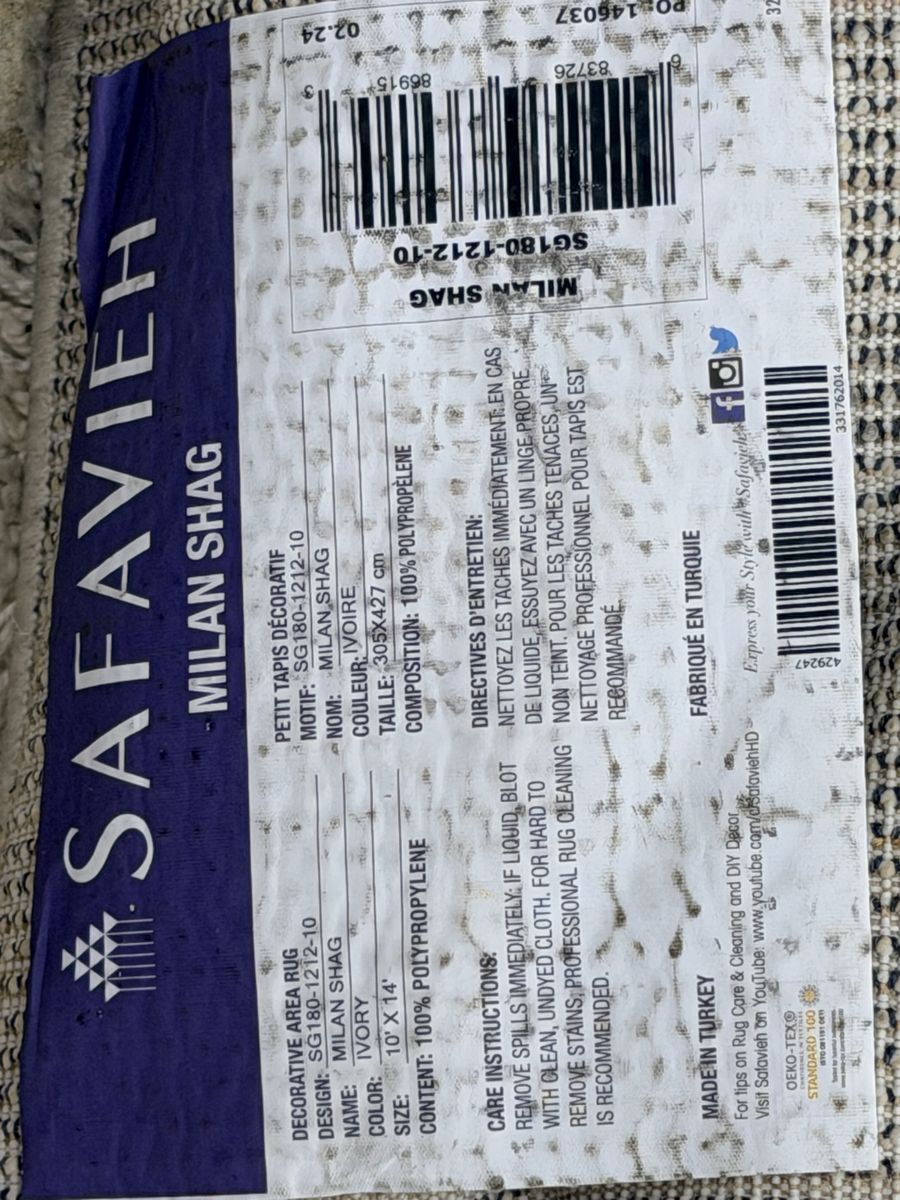 SAFAVIEH
MILAN SHAG
DECORATIVE AREA RUG
DESIGN: SG180-1212-10
NAME: MILAN SHAG
COLOR: IVORY
SIZE: 10' X 14'
CONTENT: 100% POLYPROPYLENE
CARE INSTRUCTIONS:
REMOVE SPILLS IMMEDIATELY. IF LIQUID, BLOT
WITH CLEAN, UNDYED CLOTH. FOR HARD TO
REMOVE STAINS, PROFESSIONAL RUG CLEANING
IS RECOMMENDED.
MADE IN TURKEY
For tips on Rug Care & Cleaning and DIY Decor
Visit Safavieh on YouTube: www.youtube.com/c/SafaviehHD
OEKO-TEX®
STANDARD 100
PETIT TAPIS DÉCORATIF
MOTIF: SG180-1212-10
NOM: MILAN SHAG
COULEUR: IVOIRE
TAILLE: 305X427 cm
COMPOSITION: 100% POLYPROPELENE
DIRECTIVES D'ENTRETIEN:
NETTOYEZ LES TACHES IMMÉDIATEMENT. EN CAS
DE LIQUIDE, ESSUYEZ AVEC UN LINGE PROPRE
NON TEINT. POUR LES TACHES TENACES, UN
NETTOYAGE PROFESSIONNEL POUR TAPIS EST
RECOMMANDÉ.
FABRIQUÉ EN TURQUIE
Express your Style with Safavieh
429247
331762014
MILAN SHAG
SG180-1212-10
6 83726 86915 3
PO: 146037 02.24
32